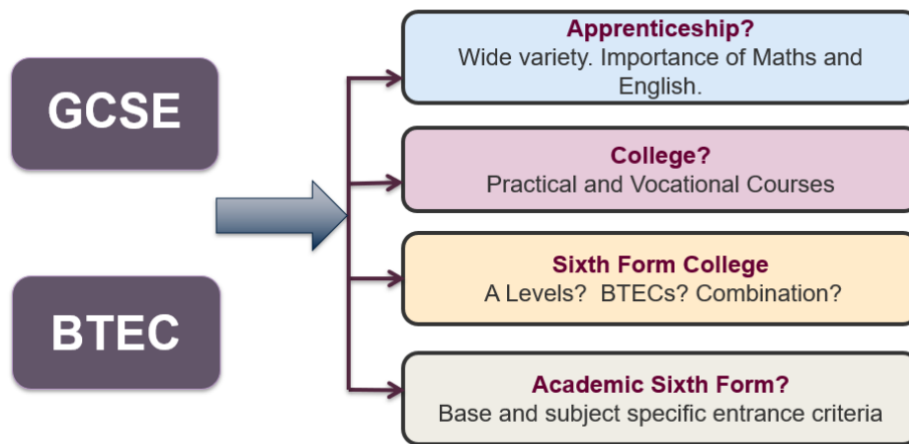 GCSE
BTEC
Apprenticeship?
Wide variety. Importance of Maths and
English.
College?
Practical and Vocational Courses
Sixth Form College
A Levels?  BTECs? Combination?
Academic Sixth Form?
Base and subject specific entrance criteria